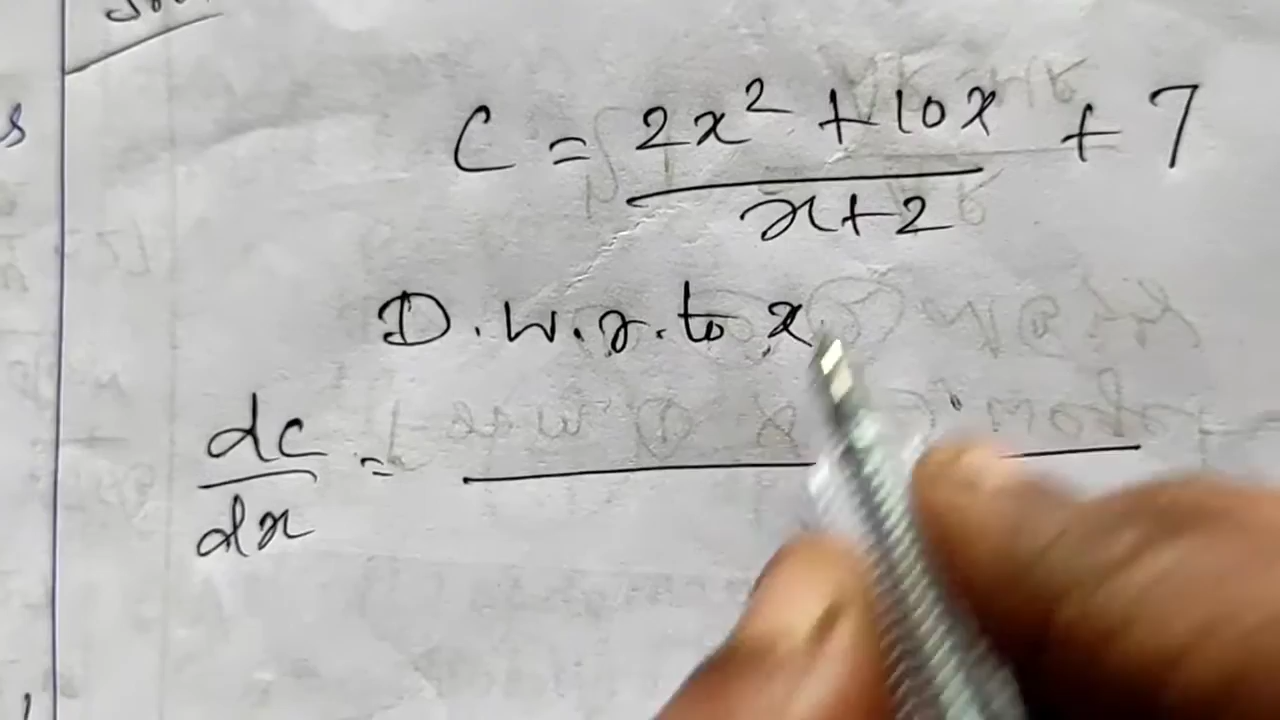 C = 2x² + 10x / x+2 + 7
D.w.r. to x
dc/dx =